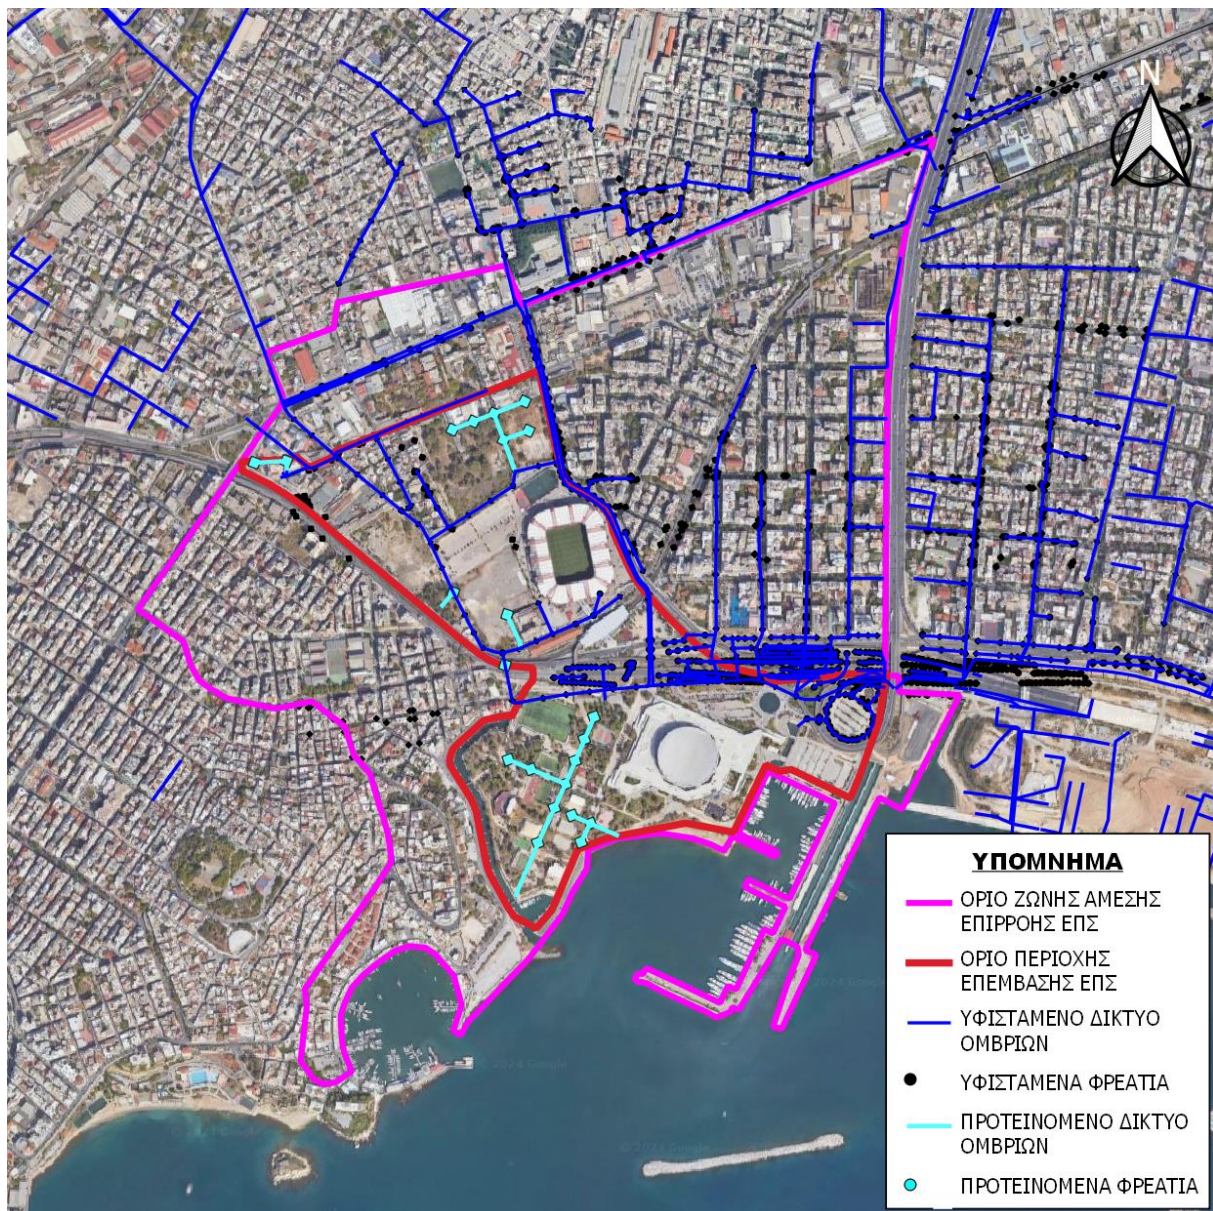 N
ΥΠΟΜΝΗΜΑ
ΟΡΙΟ ΖΩΝΗΣ ΑΜΕΣΗΣ
ΕΠΙΡΡΟΗΣ ΕΠΣ
ΟΡΙΟ ΠΕΡΙΟΧΗΣ
ΕΠΕΜΒΑΣΗΣ ΕΠΣ
ΥΦΙΣΤΑΜΕΝΟ ΔΙΚΤΥΟ
ΟΜΒΡΙΩΝ
ΥΦΙΣΤΑΜΕΝΑ ΦΡΕΑΤΙΑ
ΠΡΟΤΕΙΝΟΜΕΝΟ ΔΙΚΤΥΟ
ΟΜΒΡΙΩΝ
ΠΡΟΤΕΙΝΟΜΕΝΑ ΦΡΕΑΤΙΑ